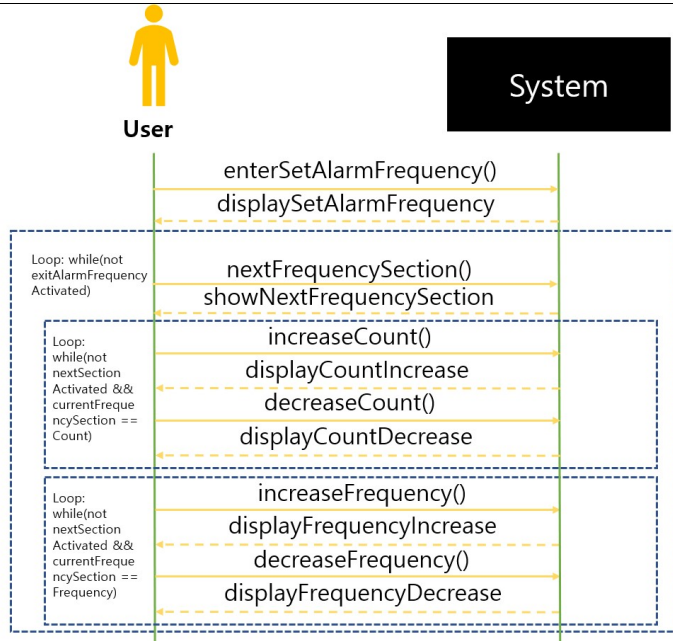 System
User
enterSetAlarmFrequency()
displaySetAlarmFrequency
Loop: while(not
exitAlarmFrequency
Activated)
nextFrequencySection()
showNextFrequencySection
Loop:
while(not
nextSection
Activated &&
currentFreque
ncySection ==
Count)
increaseCount()
displayCountIncrease
decreaseCount()
displayCountDecrease
Loop:
while(not
nextSection
Activated &&
currentFreque
ncySection ==
Frequency)
increaseFrequency()
displayFrequencyIncrease
decreaseFrequency()
displayFrequencyDecrease